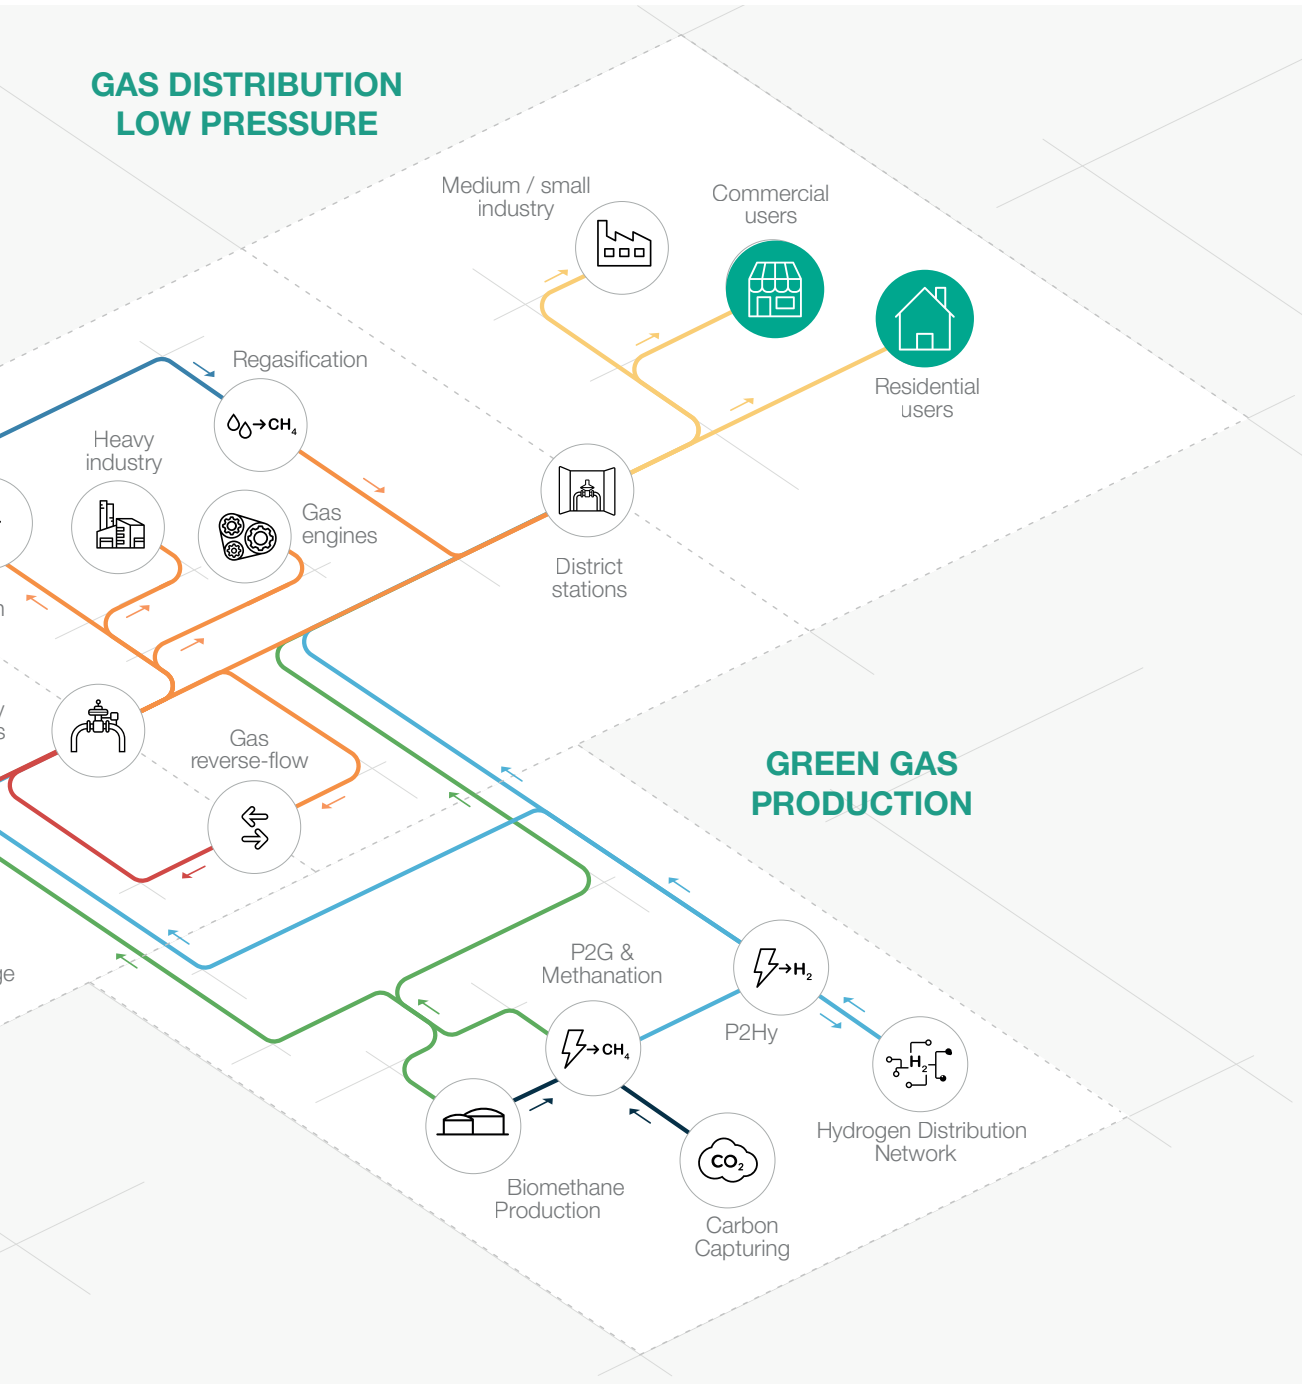 GAS DISTRIBUTION
LOW PRESSURE
Medium / small
industry
Commercial
users
Residential
users
Regasification
CH₄
Heavy
industry
Gas
engines
District
stations
Gas
reverse-flow
GREEN GAS
PRODUCTION
P2G &
Methanation
H₂
P2Hy
CH₄
H₂
Hydrogen Distribution
Network
Biomethane
Production
CO₂
Carbon
Capturing